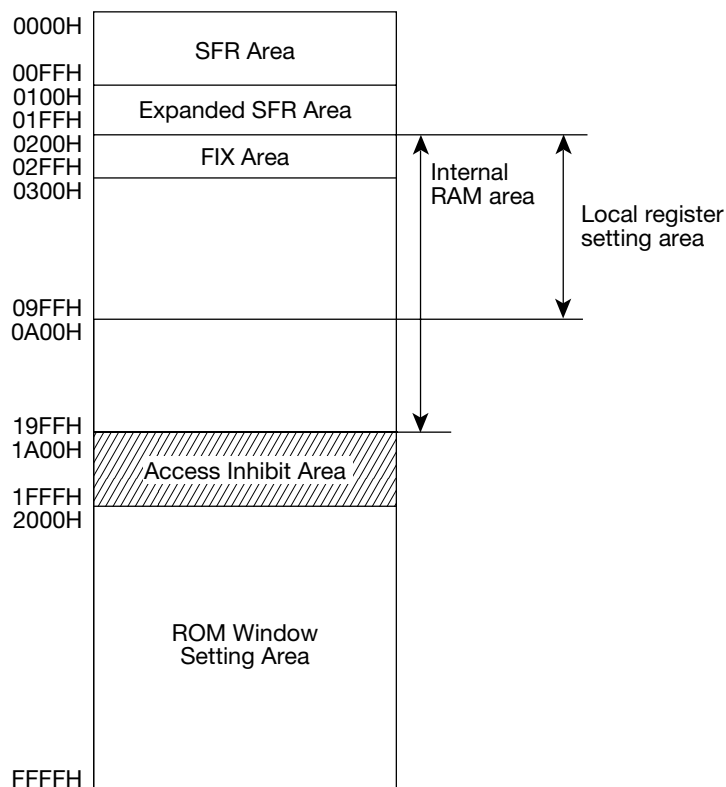 0000H
SFR Area
00FFH
0100H
Expanded SFR Area
01FFH
0200H
FIX Area
02FFH
0300H
Internal
RAM area
Local register
setting area
09FFH
0A00H
19FFH
1A00H
Access Inhibit Area
1FFFH
2000H
ROM Window
Setting Area
FFFFH